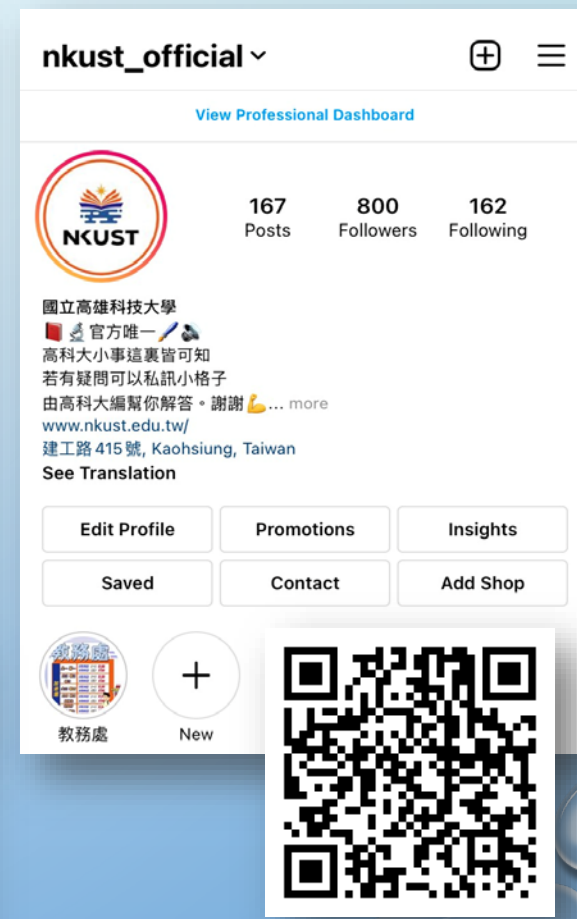 nkust_official
View Professional Dashboard
NKUST
167 800 162
Posts Followers Following
國立高雄科技大學
📕🔬官方唯一🖌️🔊
高科大小事這裏皆可知
若有疑問可以私訊小格子
由高科大編幫你解答。謝謝💪... more
www.nkust.edu.tw/
建工路415號, Kaohsiung, Taiwan
See Translation
Edit Profile Promotions Insights
Saved Contact Add Shop
教務處
教務處 New